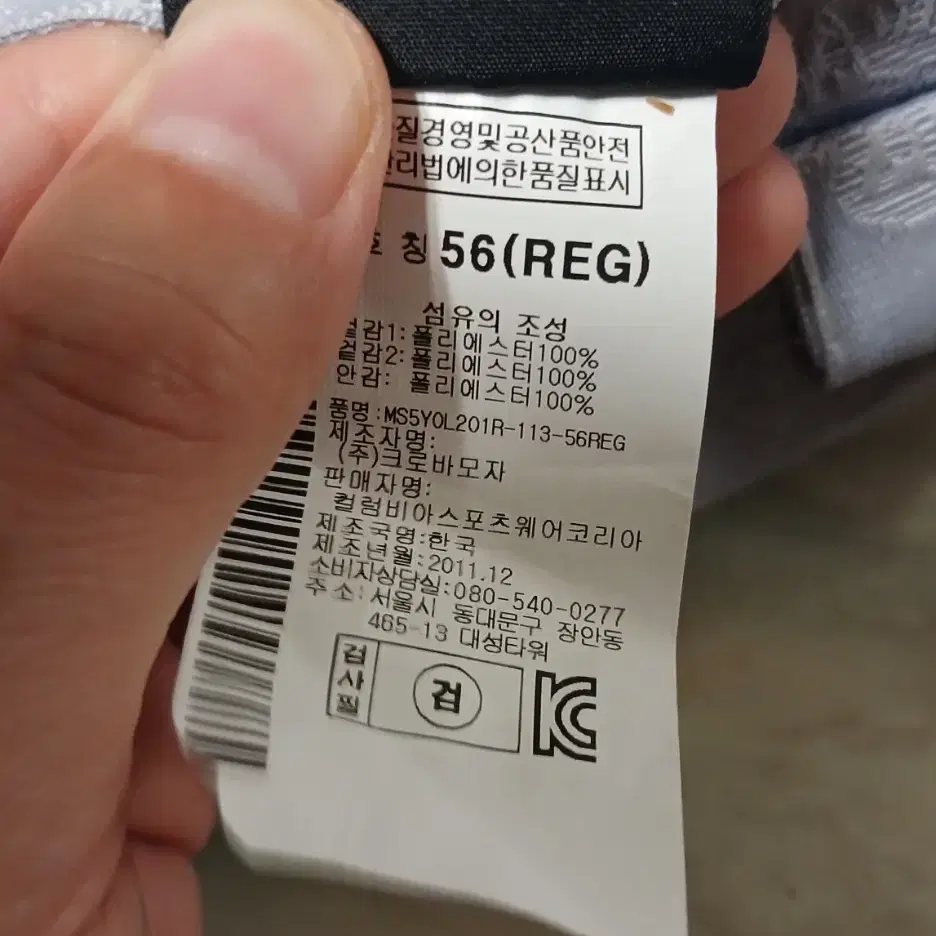 질경영및공산품안전
관리법에의한품질표시
호 칭 56(REG)
섬유의 조성
겉감1: 폴리에스터100%
겉감2: 폴리에스터100%
안감: 폴리에스터100%
품명:MS5Y0L201R-113-56REG
제조자명:
(주)크로바모자
판매자명:
컬럼비아스포츠웨어코리아
제조국명:한국
제조년월:2011.12
소비자상담실:080-540-0277
주 소: 서울시 동대문구 장안동
465-13 대성타워
검사필
검
KC